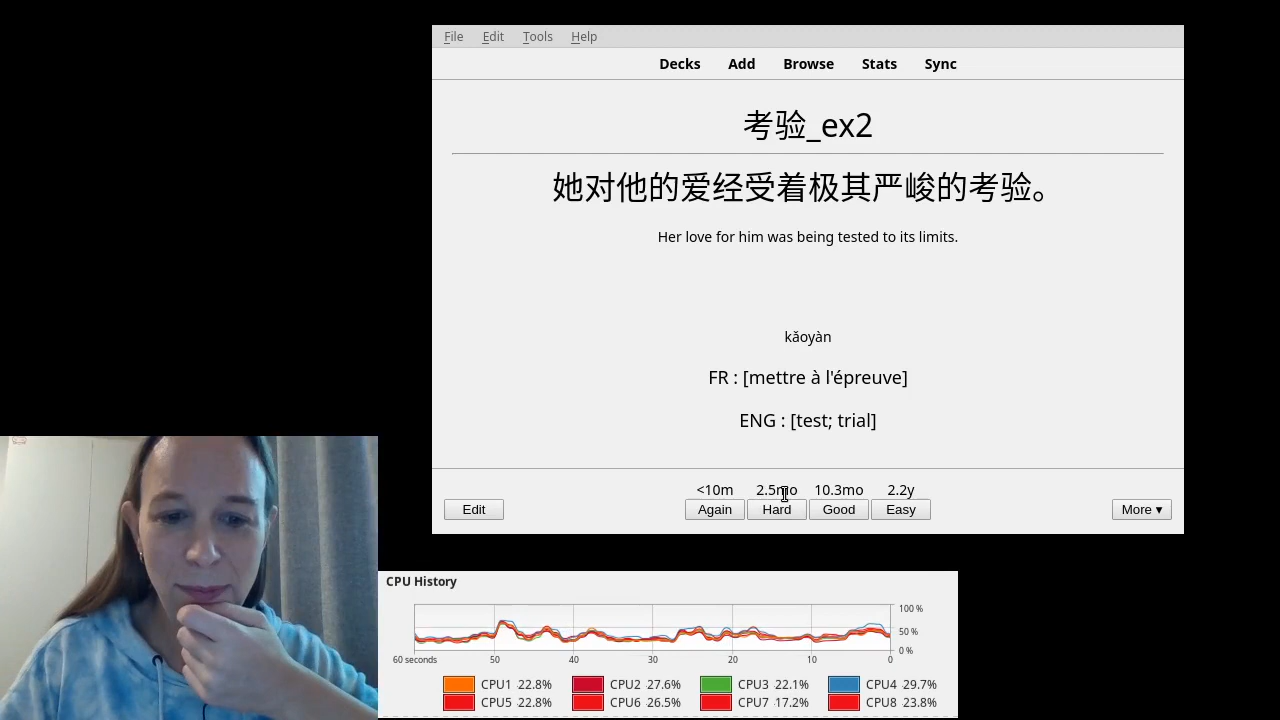 File Edit Tools Help
Decks Add Browse Stats Sync
考验_ex2
她对他的爱经受着极其严峻的考验。
Her love for him was being tested to its limits.
kǎoyàn
FR : [mettre à l'épreuve]
ENG : [test; trial]
<10m 2.5mo 10.3mo 2.2y
Edit Again Hard Good Easy More ▾
CPU History
100 %
50 %
0 %
60 seconds 50 40 30 20 10 0
CPU1 22.8% CPU2 27.6% CPU3 22.1% CPU4 29.7%
CPU5 22.8% CPU6 26.5% CPU7 17.2% CPU8 23.8%